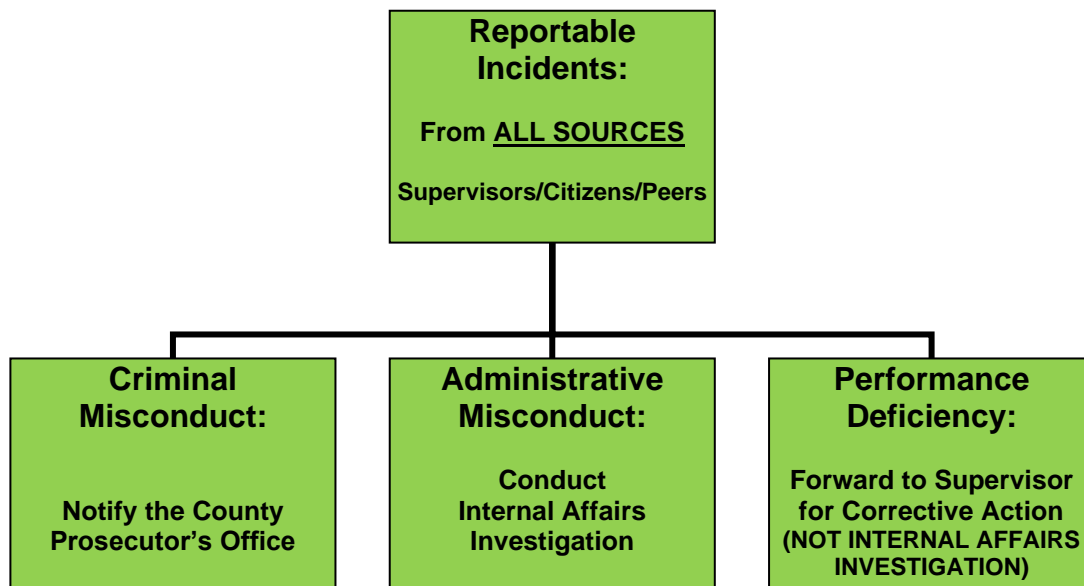 Reportable
Incidents:
From ALL SOURCES
Supervisors/Citizens/Peers
Criminal
Misconduct:
Notify the County
Prosecutor's Office
Administrative
Misconduct:
Conduct
Internal Affairs
Investigation
Performance
Deficiency:
Forward to Supervisor
for Corrective Action
(NOT INTERNAL AFFAIRS
INVESTIGATION)